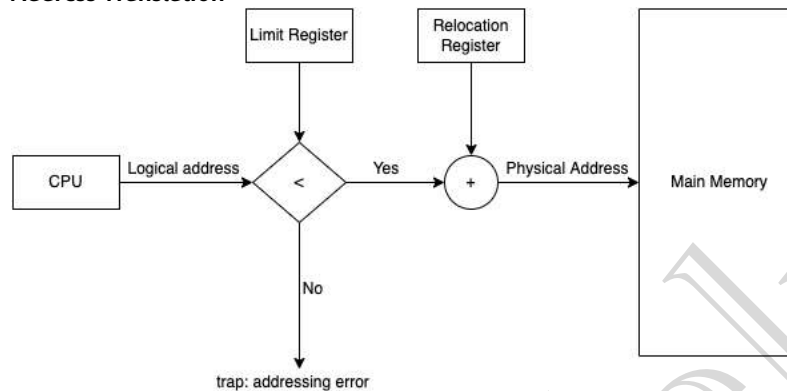 Address Translation
Limit Register
Relocation
Register
CPU
Logical address
<
Yes
+
Physical Address
Main Memory
No
trap: addressing error